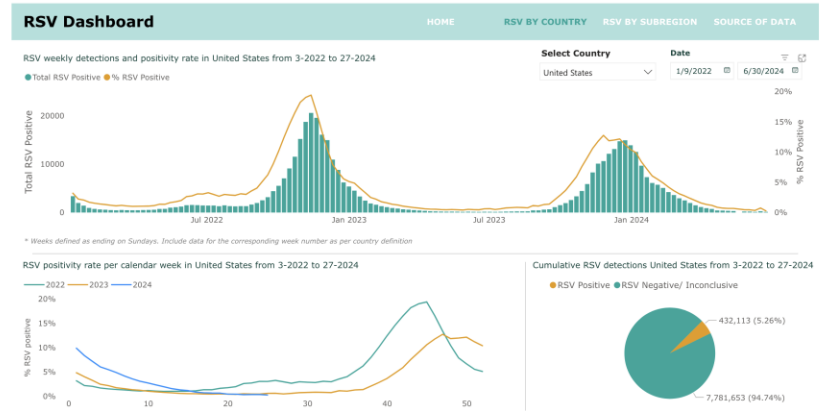 RSV Dashboard
HOME
RSV BY COUNTRY
RSV BY SUBREGION
SOURCE OF DATA
RSV weekly detections and positivity rate in United States from 3-2022 to 27-2024
Select Country
Date
United States
1/9/2022
6/30/2024
Total RSV Positive
% RSV Positive
Total RSV Positive
20000
10000
0
20%
15%
10%
5%
0%
% RSV Positive
Jul 2022
Jan 2023
Jul 2023
Jan 2024
* Weeks defined as ending on Sundays. Include data for the corresponding week number as per country definition
RSV positivity rate per calendar week in United States from 3-2022 to 27-2024
2022
2023
2024
% RSV positive
20%
15%
10%
5%
0%
0
10
20
30
40
50
Cumulative RSV detections United States from 3-2022 to 27-2024
RSV Positive
RSV Negative/ Inconclusive
432,113 (5.26%)
7,781,653 (94.74%)